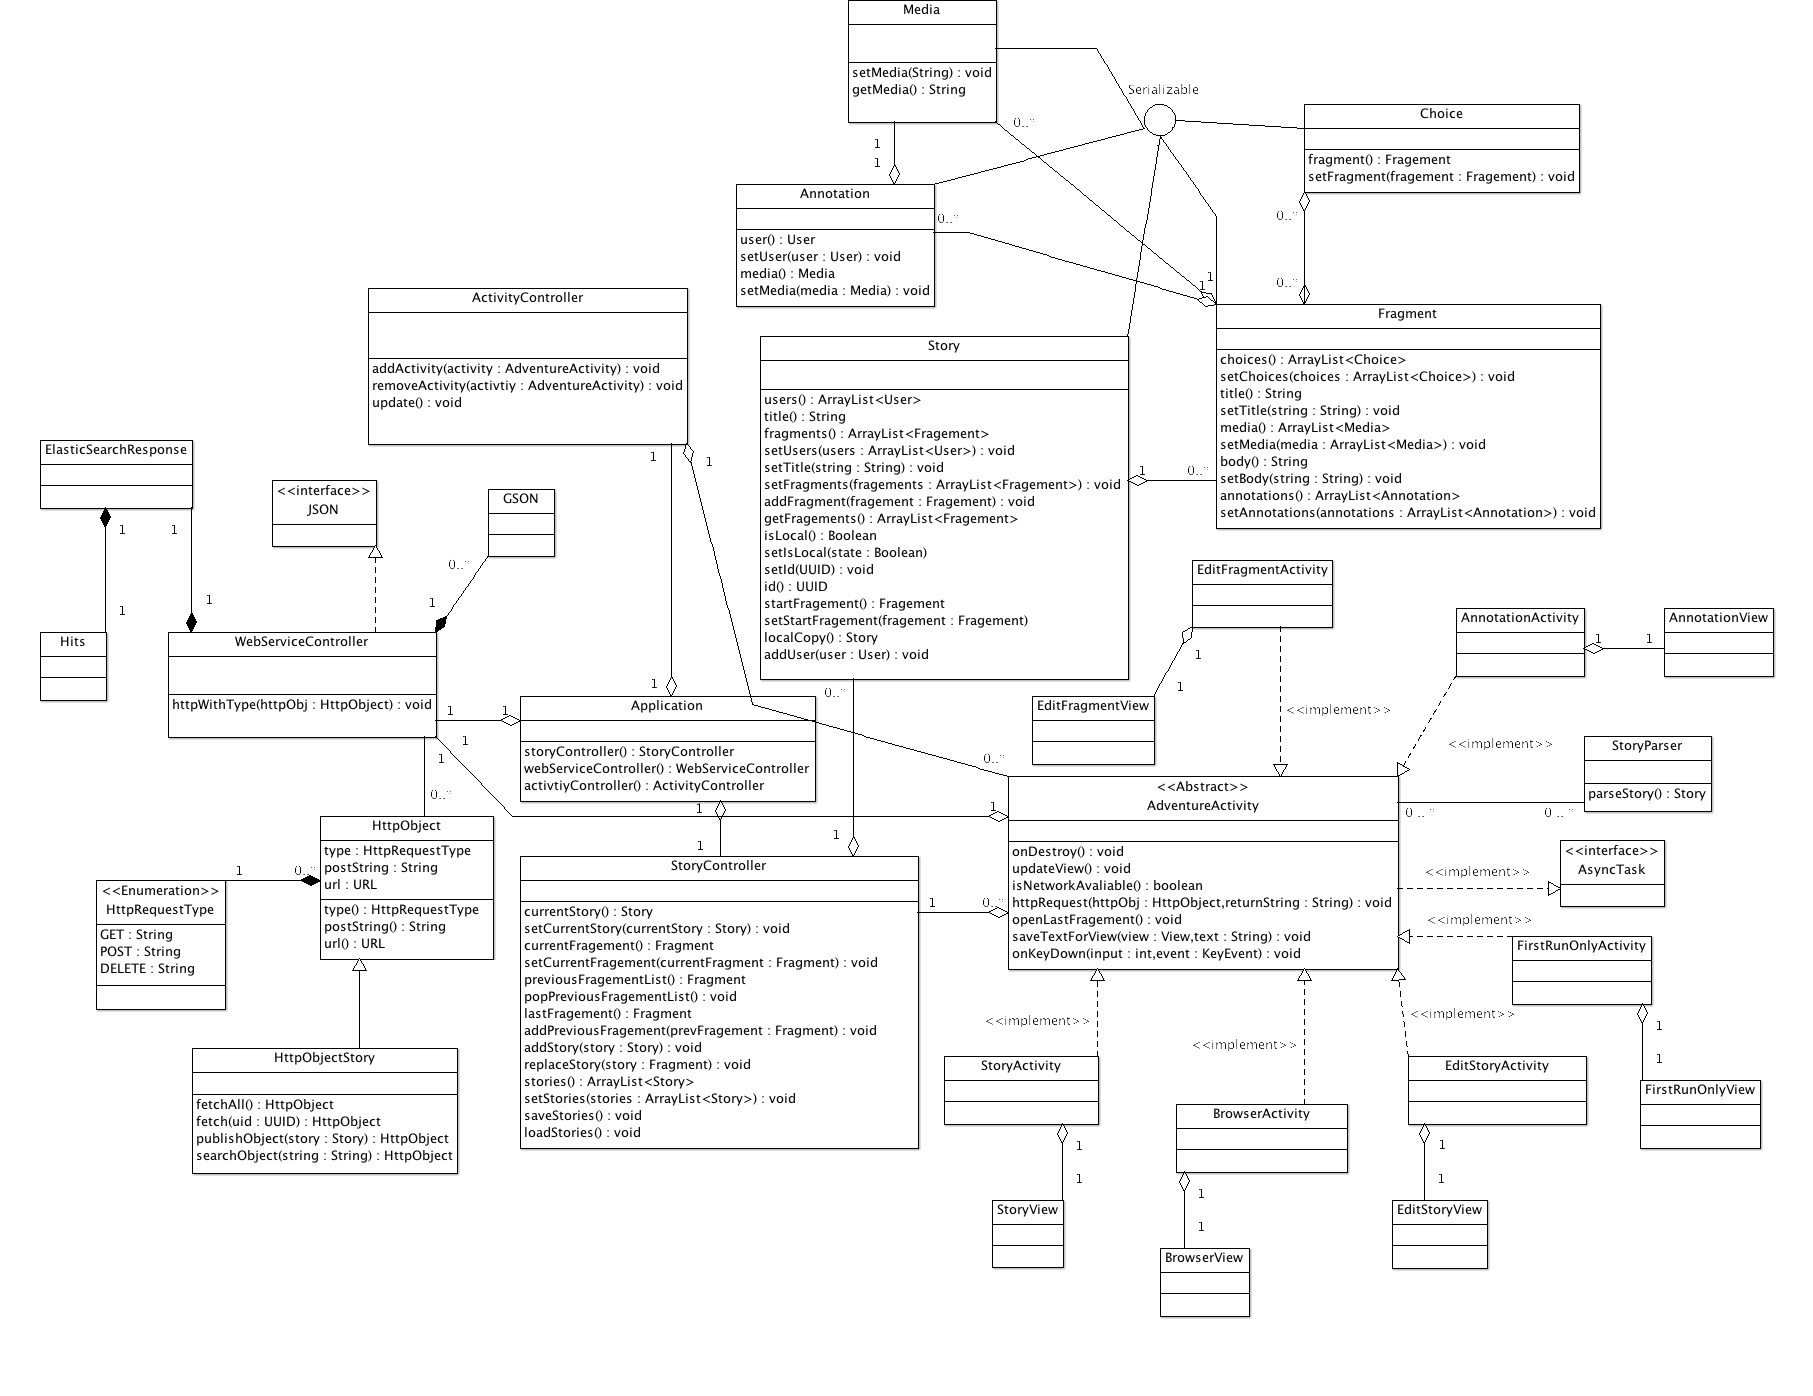 Media
setMedia(String) : void
getMedia() : String
Serializable
0..*
1
1
Choice
fragment() : Fragement
setFragment(fragement : Fragement) : void
0..*
0..*
Annotation
user() : User
setUser(user : User) : void
media() : Media
setMedia(media : Media) : void
0..*
1
1
ActivityController
addActivity(activity : AdventureActivity) : void
removeActivity(activtiy : AdventureActivity) : void
update() : void
1
1
Story
users() : ArrayList<User>
title() : String
fragments() : ArrayList<Fragement>
setUsers(users : ArrayList<User>) : void
setTitle(string : String) : void
setFragments(fragements : ArrayList<Fragement>) : void
addFragment(fragement : Fragement) : void
getFragements() : ArrayList<Fragement>
isLocal() : Boolean
setIsLocal(state : Boolean)
setId(UUID) : void
id() : UUID
startFragement() : Fragement
setStartFragement(fragement : Fragement)
localCopy() : Story
addUser(user : User) : void
1
0..*
0..*
Fragment
choices() : ArrayList<Choice>
setChoices(choices : ArrayList<Choice>) : void
title() : String
setTitle(string : String) : void
media() : ArrayList<Media>
setMedia(media : ArrayList<Media>) : void
body() : String
setBody(string : String) : void
annotations() : ArrayList<Annotation>
setAnnotations(annotations : ArrayList<Annotation>) : void
ElasticSearchResponse
1
1
1
1
<<interface>>
JSON
GSON
0..*
1
Hits
WebServiceController
httpWithType(httpObj : HttpObject) : void
1
1
1
1
0..*
Application
storyController() : StoryController
webServiceController() : WebServiceController
activtiyController() : ActivityController
1
1
1
EditFragmentActivity
1
1
EditFragmentView
<<implement>>
AnnotationActivity
1
1
AnnotationView
<<implement>>
StoryParser
parseStory() : Story
0..*
0..*
0..*
1
<<Abstract>>
AdventureActivity
onDestroy() : void
updateView() : void
isNetworkAvaliable() : boolean
httpRequest(httpObj : HttpObject,returnString : String) : void
openLastFragement() : void
saveTextForView(view : View,text : String) : void
onKeyDown(input : int,event : KeyEvent) : void
<<interface>>
AsyncTask
<<implement>>
<<implement>>
FirstRunOnlyActivity
1
1
FirstRunOnlyView
HttpObject
type : HttpRequestType
postString : String
url : URL
type() : HttpRequestType
postString() : String
url() : URL
1
0..*
<<Enumeration>>
HttpRequestType
GET : String
POST : String
DELETE : String
HttpObjectStory
fetchAll() : HttpObject
fetch(uid : UUID) : HttpObject
publishObject(story : Story) : HttpObject
searchObject(string : String) : HttpObject
1
StoryController
currentStory() : Story
setCurrentStory(currentStory : Story) : void
currentFragement() : Fragment
setCurrentFragement(currentFragment : Fragment) : void
previousFragementList() : Fragment
popPreviousFragementList() : void
lastFragement() : Fragment
addPreviousFragement(prevFragement : Fragment) : void
addStory(story : Story) : void
replaceStory(story : Fragment) : void
stories() : ArrayList<Story>
setStories(stories : ArrayList<Story>) : void
saveStories() : void
loadStories() : void
1
0..*
<<implement>>
<<implement>>
<<implement>>
StoryActivity
1
1
StoryView
BrowserActivity
1
1
BrowserView
EditStoryActivity
1
1
EditStoryView